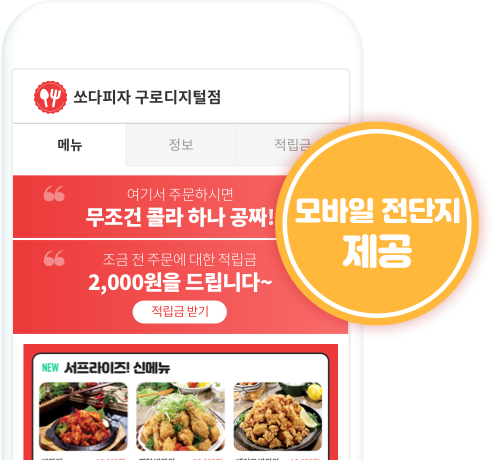 쏘다피자 구로디지털점
메뉴
정보
적립금
여기서 주문하시면
무조건 콜라 하나 공짜!
모바일 전단지
제공
조금 전 주문에 대한 적립금
2,000원을 드립니다~
적립금 받기
NEW 서프라이즈! 신메뉴